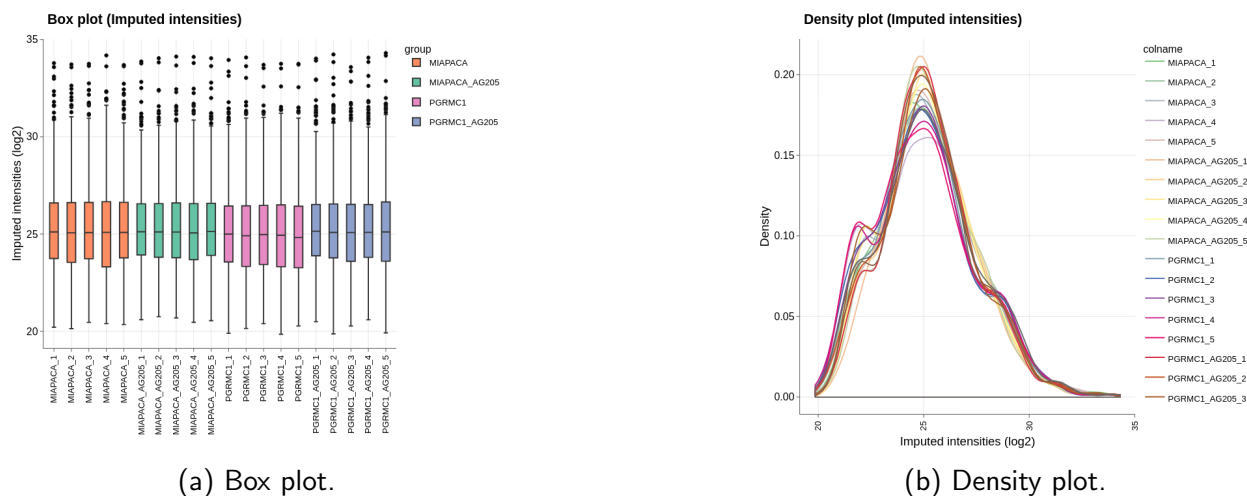 Box plot (Imputed intensities)
35
30
25
20
Imputed intensities (log2)
MIAPACA_1
MIAPACA_2
MIAPACA_3
MIAPACA_4
MIAPACA_5
MIAPACA_AG205_1
MIAPACA_AG205_2
MIAPACA_AG205_3
MIAPACA_AG205_4
MIAPACA_AG205_5
PGRMC1_1
PGRMC1_2
PGRMC1_3
PGRMC1_4
PGRMC1_5
PGRMC1_AG205_1
PGRMC1_AG205_2
PGRMC1_AG205_3
PGRMC1_AG205_4
PGRMC1_AG205_5
group
MIAPACA
MIAPACA_AG205
PGRMC1
PGRMC1_AG205
(a) Box plot.
Density plot (Imputed intensities)
0.20
0.15
0.10
0.05
0.00
Density
20
25
30
35
Imputed intensities (log2)
colname
MIAPACA_1
MIAPACA_2
MIAPACA_3
MIAPACA_4
MIAPACA_5
MIAPACA_AG205_1
MIAPACA_AG205_2
MIAPACA_AG205_3
MIAPACA_AG205_4
MIAPACA_AG205_5
PGRMC1_1
PGRMC1_2
PGRMC1_3
PGRMC1_4
PGRMC1_5
PGRMC1_AG205_1
PGRMC1_AG205_2
PGRMC1_AG205_3
(b) Density plot.